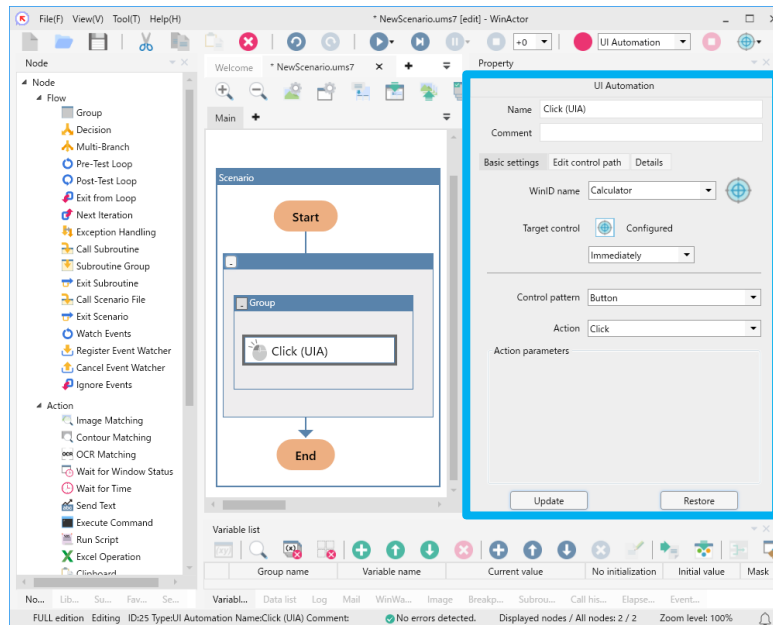 File(F) View(V) Tool(T) Help(H)
* NewScenario.ums7 [edit] - WinActor
+0
UI Automation
Node
Welcome
* NewScenario.ums7
Property
Node
Flow
Group
Decision
Multi-Branch
Pre-Test Loop
Post-Test Loop
Exit from Loop
Next Iteration
Exception Handling
Call Subroutine
Subroutine Group
Exit Subroutine
Call Scenario File
Exit Scenario
Watch Events
Register Event Watcher
Cancel Event Watcher
Ignore Events
Action
Image Matching
Contour Matching
OCR Matching
Wait for Window Status
Wait for Time
Send Text
Execute Command
Run Script
Excel Operation
Clipboard
No... Lib... Su... Fav... Se...
Main
Scenario
Start
Group
Click (UIA)
End
UI Automation
Name Click (UIA)
Comment
Basic settings Edit control path Details
WinID name Calculator
Target control Configured
Immediately
Control pattern Button
Action Click
Action parameters
Update Restore
Variable list
Group name Variable name Current value No initialization Initial value Mask
Variabl... Data list Log Mail WinWa... Image Breakp... Subrou... Call his... Elapse... Event...
FULL edition Editing ID:25 Type:UI Automation Name:Click (UIA) Comment: No errors detected. Displayed nodes / All nodes: 2 / 2 Zoom level: 100%